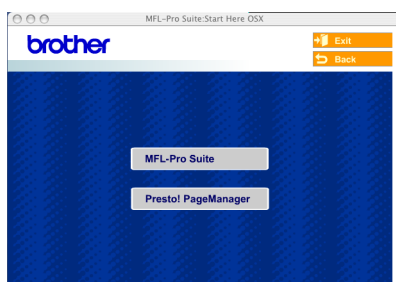 MFL-Pro Suite:Start Here OSX
brother
Exit
Back
MFL-Pro Suite
Presto! PageManager